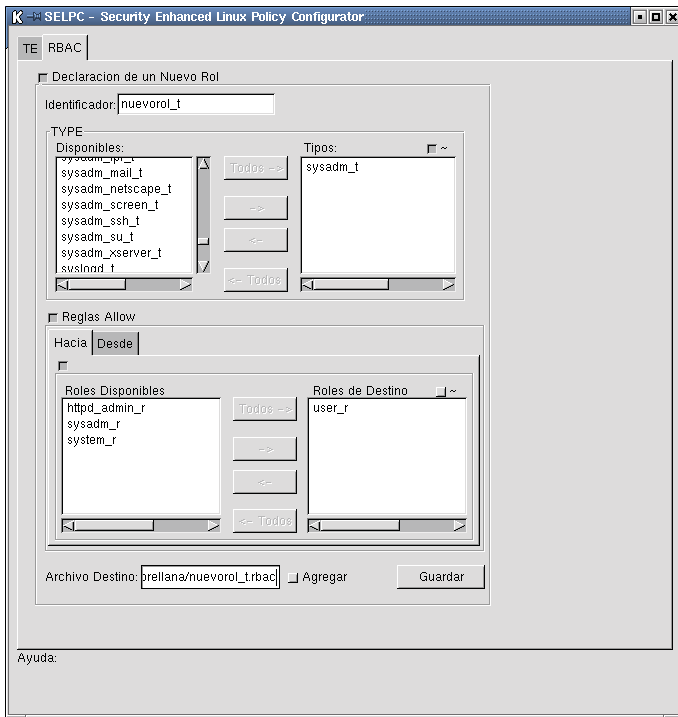 SELPC - Security Enhanced Linux Policy Configurator
TE RBAC
Declaracion de un Nuevo Rol
Identificador: nuevorol_t
TYPE
Disponibles:
sysadm_lpr_t
sysadm_mail_t
sysadm_netscape_t
sysadm_screen_t
sysadm_ssh_t
sysadm_su_t
sysadm_xserver_t
syslogd_t
Todos ->
->
<-
<- Todos
Tipos: ~
sysadm_t
Reglas Allow
Hacia Desde
Roles Disponibles
httpd_admin_r
sysadm_r
system_r
Todos ->
->
<-
<- Todos
Roles de Destino ~
user_r
Archivo Destino: orellana/nuevorol_t.rbac Agregar Guardar
Ayuda: